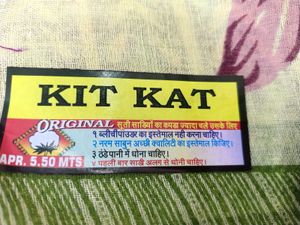 KIT KAT
ORIGINAL सुती साडियों का कपडा ज्यादा चले उसके लिए
१ ब्लीचींग पाउडर का इस्तेमाल नही करना चाहिए।
२ नरम साबुन अच्छी क्वालिटी का इस्तेमाल किजिए।
३ ठंडे पानी में धोना चाहिए।
APR. 5.50 MTS
४ पहली बार साडी अलग से धोनी चाहिए।